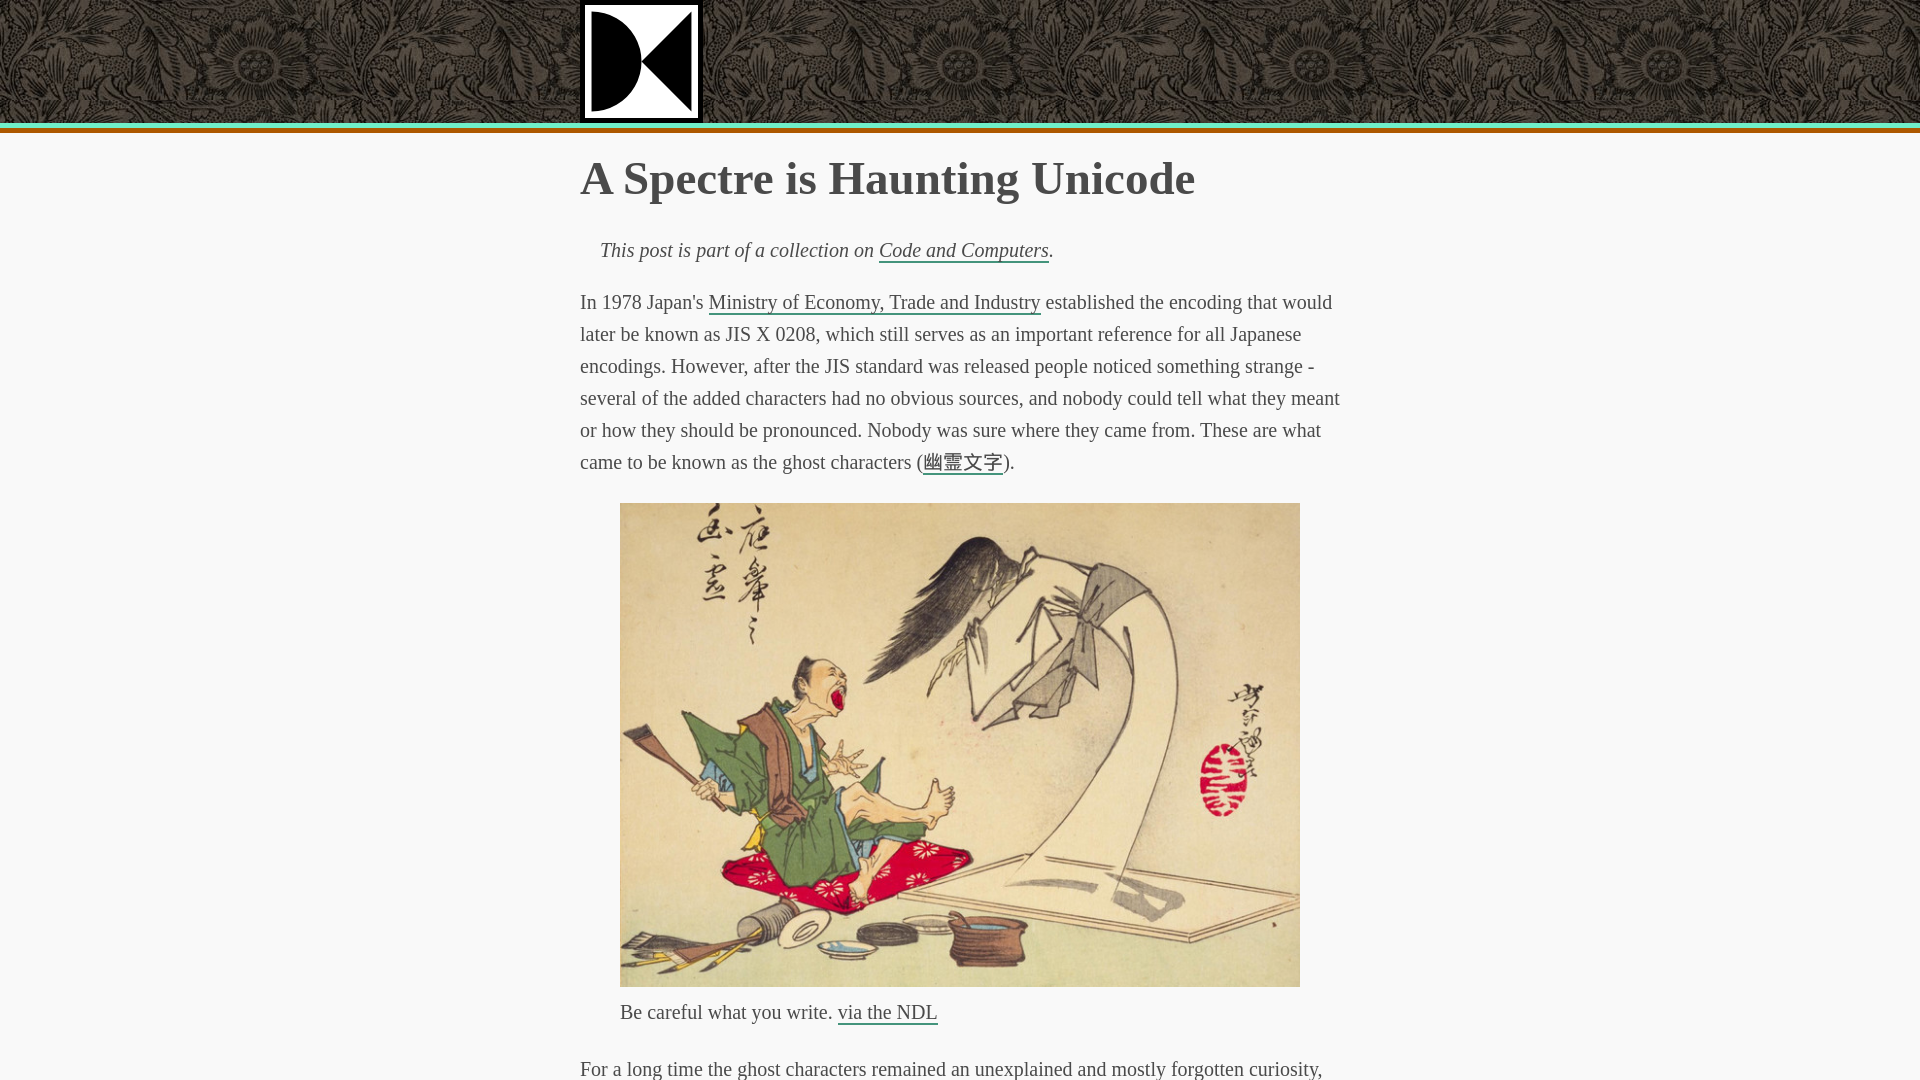 A Spectre is Haunting Unicode
This post is part of a collection on Code and Computers.
In 1978 Japan's Ministry of Economy, Trade and Industry established the encoding that would
later be known as JIS X 0208, which still serves as an important reference for all Japanese
encodings. However, after the JIS standard was released people noticed something strange -
several of the added characters had no obvious sources, and nobody could tell what they meant
or how they should be pronounced. Nobody was sure where they came from. These are what
came to be known as the ghost characters (幽霊文字).
應擧之
幽霊
Be careful what you write. via the NDL
For a long time the ghost characters remained an unexplained and mostly forgotten curiosity,